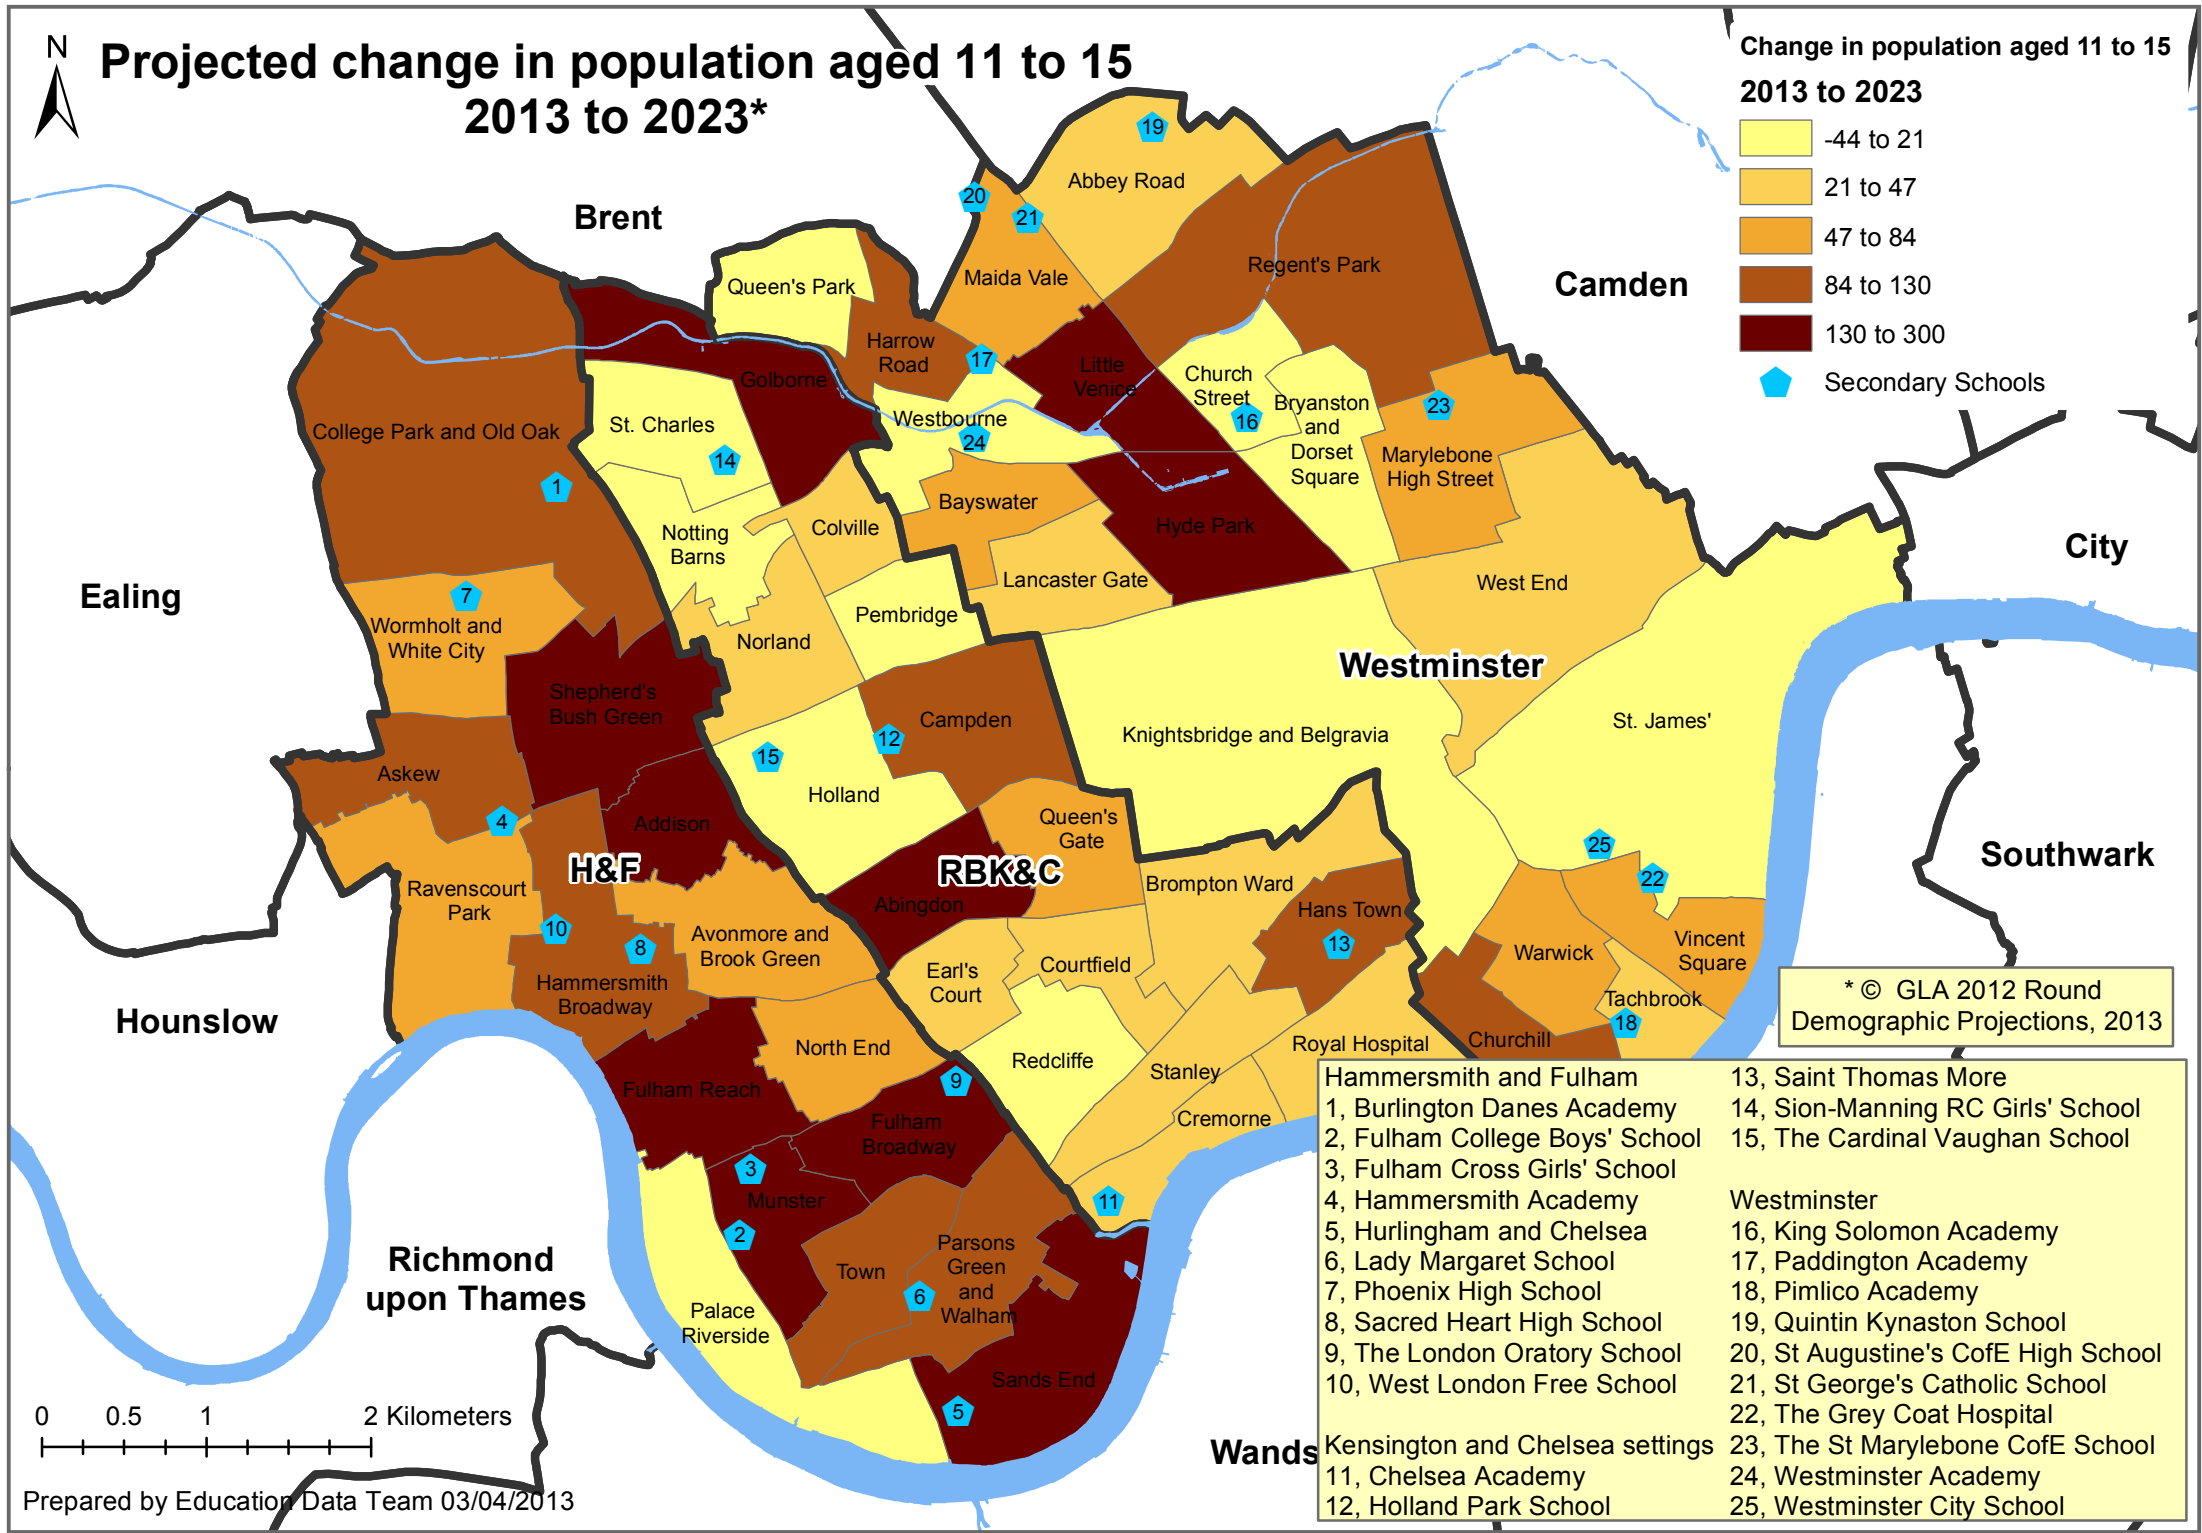 N
Projected change in population aged 11 to 15
2013 to 2023*
Change in population aged 11 to 15
2013 to 2023
-44 to 21
21 to 47
47 to 84
84 to 130
130 to 300
Secondary Schools
Brent
Camden
City
Ealing
Hounslow
Southwark
Richmond
upon Thames
Wands
Westminster
H&F
RBK&C
19
Abbey Road
20
21
Maida Vale
Regent's Park
Queen's Park
Harrow
Road
17
Little
Venice
Church
Street
16
Bryanston
and
Dorset
Square
23
Marylebone
High Street
Golborne
Westbourne
24
College Park and Old Oak
1
St. Charles
14
Bayswater
Hyde Park
Notting
Barns
Colville
Lancaster Gate
West End
7
Wormholt and
White City
Pembridge
Norland
Shepherd's
Bush Green
Campden
12
15
Holland
Knightsbridge and Belgravia
St. James'
Askew
4
Addison
Queen's
Gate
25
22
Ravenscourt
Park
Abingdon
Brompton Ward
Hans Town
13
10
8
Avonmore and
Brook Green
Hammersmith
Broadway
Earl's
Court
Courtfield
Warwick
Vincent
Square
Tachbrook
18
Churchill
North End
Redcliffe
Royal Hospital
Stanley
Cremorne
Fulham Reach
9
Fulham
Broadway
3
Munster
2
11
Town
Parsons
Green
and
Walham
6
Palace
Riverside
Sands End
5
* © GLA 2012 Round
Demographic Projections, 2013
Hammersmith and Fulham
1, Burlington Danes Academy
2, Fulham College Boys' School
3, Fulham Cross Girls' School
4, Hammersmith Academy
5, Hurlingham and Chelsea
6, Lady Margaret School
7, Phoenix High School
8, Sacred Heart High School
9, The London Oratory School
10, West London Free School
Kensington and Chelsea settings
11, Chelsea Academy
12, Holland Park School
13, Saint Thomas More
14, Sion-Manning RC Girls' School
15, The Cardinal Vaughan School
Westminster
16, King Solomon Academy
17, Paddington Academy
18, Pimlico Academy
19, Quintin Kynaston School
20, St Augustine's CofE High School
21, St George's Catholic School
22, The Grey Coat Hospital
23, The St Marylebone CofE School
24, Westminster Academy
25, Westminster City School
0 0.5 1 2 Kilometers
Prepared by Education Data Team 03/04/2013